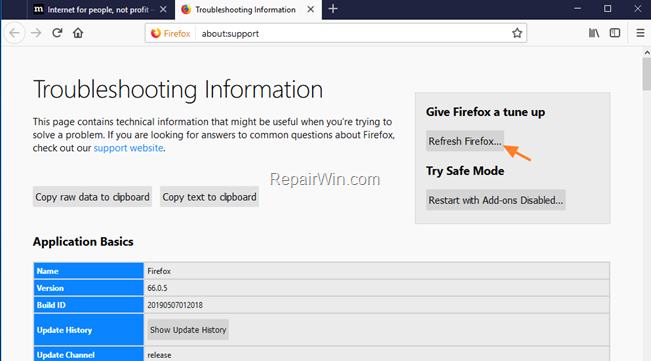 Internet for people, not profit
Troubleshooting Information
Firefox
about:support
Troubleshooting Information
This page contains technical information that might be useful when you're trying to
solve a problem. If you are looking for answers to common questions about Firefox,
check out our support website.
Give Firefox a tune up
Refresh Firefox...
Try Safe Mode
Restart with Add-ons Disabled...
RepairWin.com
Copy raw data to clipboard
Copy text to clipboard
Application Basics
Name Firefox
Version 66.0.5
Build ID 20190507012018
Update History Show Update History
Update Channel release